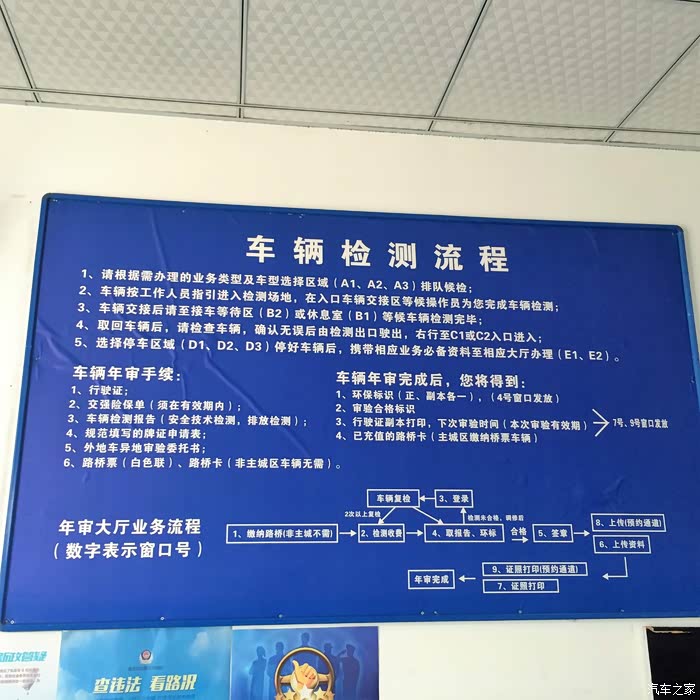 车辆检测流程
1、请根据需办理的业务类型及车型选择区域（A1、A2、A3）排队候检；
2、车辆按工作人员指引进入检测场地，在入口车辆交接区等候操作员为您完成车辆检测；
3、车辆交接后请至接车等待区（B2）或休息室（B1）等候车辆检测完毕；
4、取回车辆后，请检查车辆，确认无误后由检测出口驶出，右行至C1或C2入口进入；
5、选择停车区域（D1、D2、D3）停好车辆后，携带相应业务必备资料至相应大厅办理（E1、E2）。
车辆年审手续：
1、行驶证；
2、交强险保单（须在有效期内）；
3、车辆检测报告（安全技术检测，排放检测）；
4、规范填写的牌证申请表；
5、外地车异地审验委托书；
6、路桥票（白色联）、路桥卡（非主城区车辆无需）。
车辆年审完成后，您将得到：
1、环保标识（正、副本各一），（4号窗口发放）
2、审验合格标识
3、行驶证副本打印，下次审验时间（本次审验有效期）
4、已充值的路桥卡（主城区缴纳桥票车辆）
7号、9号窗口发放
年审大厅业务流程
（数字表示窗口号）
车辆复检
3、登录
2次以上复检
检测未合格，调修后
1、缴纳路桥(非主城不需)
2、检测收费
4、取报告、环标
合格
5、签章
8、上传(预约通道)
6、上传资料
9、证照打印(预约通道)
7、证照打印
年审完成
查违法 看路况
汽车之家